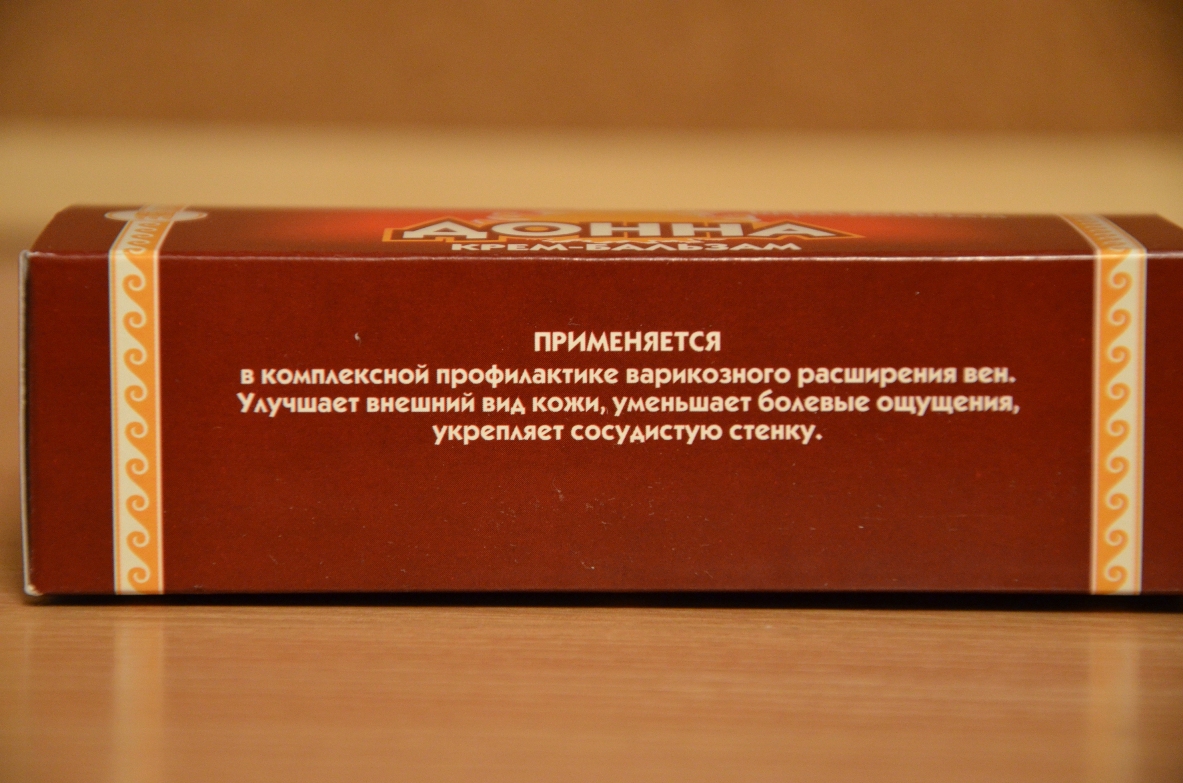 ДОННА
КРЕМ-БАЛЬЗАМ
ПРИМЕНЯЕТСЯ
в комплексной профилактике варикозного расширения вен.
Улучшает внешний вид кожи, уменьшает болевые ощущения,
укрепляет сосудистую стенку.